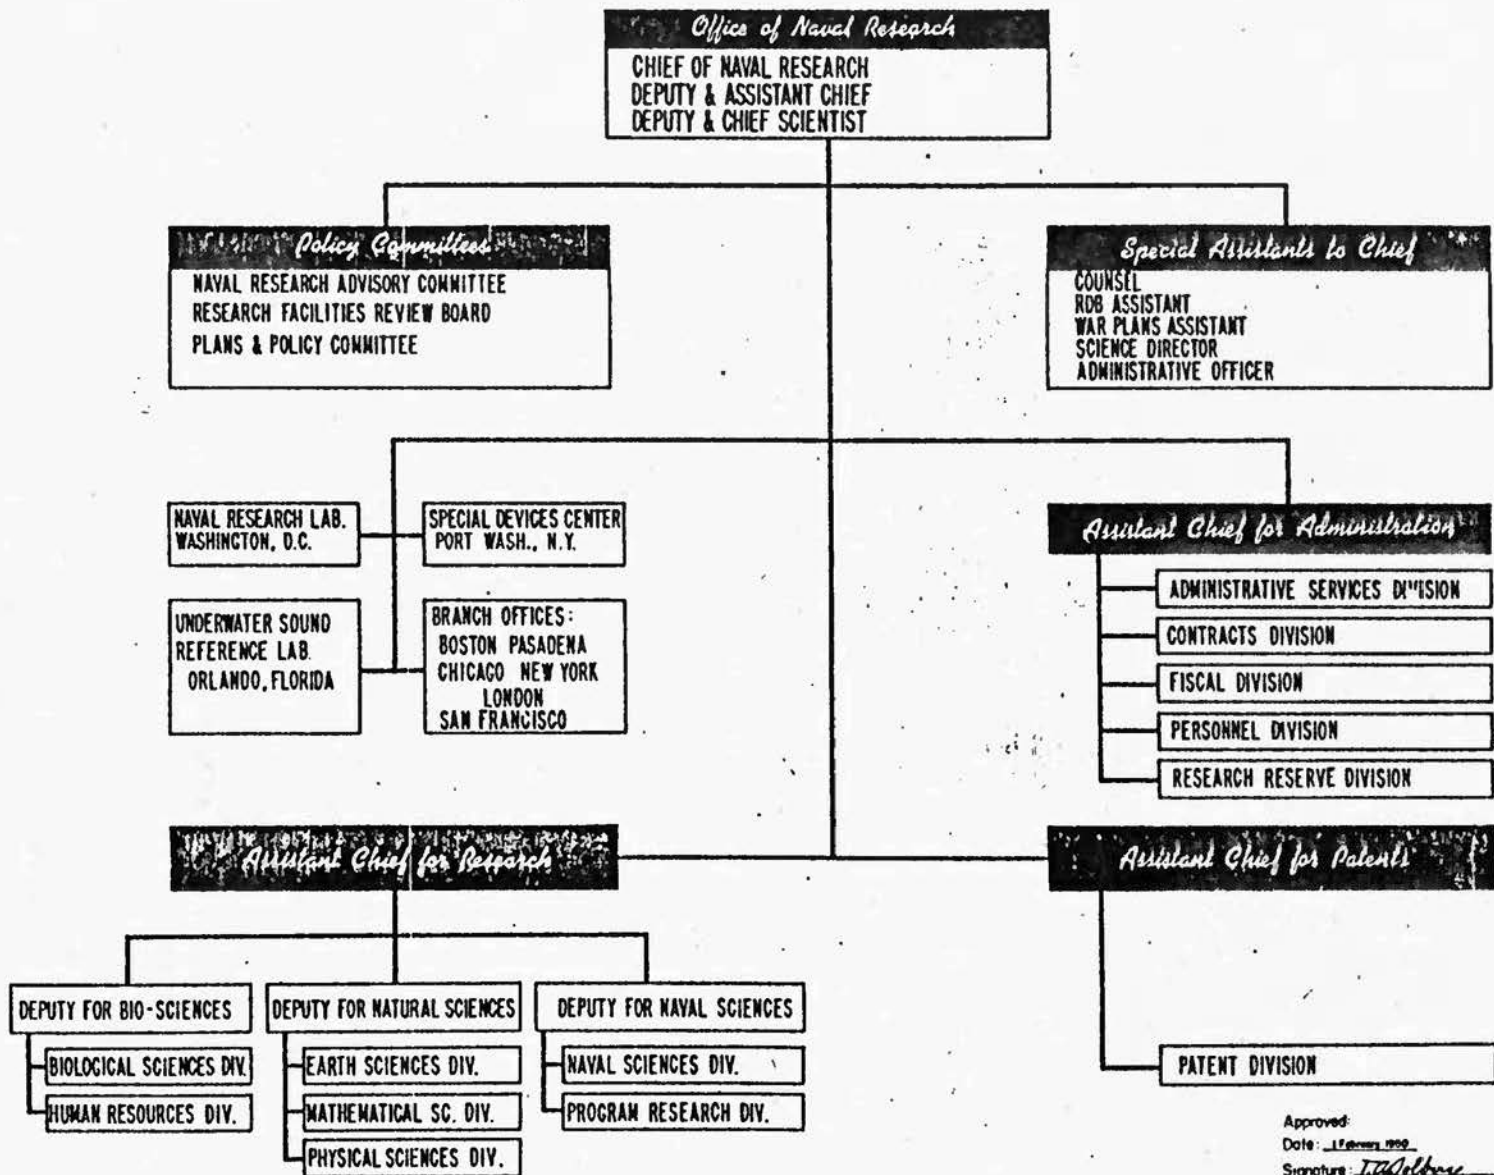 Office of Naval Research
CHIEF OF NAVAL RESEARCH
DEPUTY & ASSISTANT CHIEF
DEPUTY & CHIEF SCIENTIST
Policy Committees
NAVAL RESEARCH ADVISORY COMMITTEE
RESEARCH FACILITIES REVIEW BOARD
PLANS & POLICY COMMITTEE
Special Assistants to Chief
COUNSEL
RDB ASSISTANT
WAR PLANS ASSISTANT
SCIENCE DIRECTOR
ADMINISTRATIVE OFFICER
NAVAL RESEARCH LAB.
WASHINGTON, D.C.
SPECIAL DEVICES CENTER
PORT WASH., N.Y.
UNDERWATER SOUND
REFERENCE LAB.
ORLANDO, FLORIDA
BRANCH OFFICES:
BOSTON PASADENA
CHICAGO NEW YORK
LONDON
SAN FRANCISCO
Assistant Chief for Administration
ADMINISTRATIVE SERVICES DIVISION
CONTRACTS DIVISION
FISCAL DIVISION
PERSONNEL DIVISION
RESEARCH RESERVE DIVISION
Assistant Chief for Research
Assistant Chief for Patents
DEPUTY FOR BIO-SCIENCES
BIOLOGICAL SCIENCES DIV.
HUMAN RESOURCES DIV.
DEPUTY FOR NATURAL SCIENCES
EARTH SCIENCES DIV.
MATHEMATICAL SC. DIV.
PHYSICAL SCIENCES DIV.
DEPUTY FOR NAVAL SCIENCES
NAVAL SCIENCES DIV.
PROGRAM RESEARCH DIV.
PATENT DIVISION
Approved:
Date: 1 February
Signature: